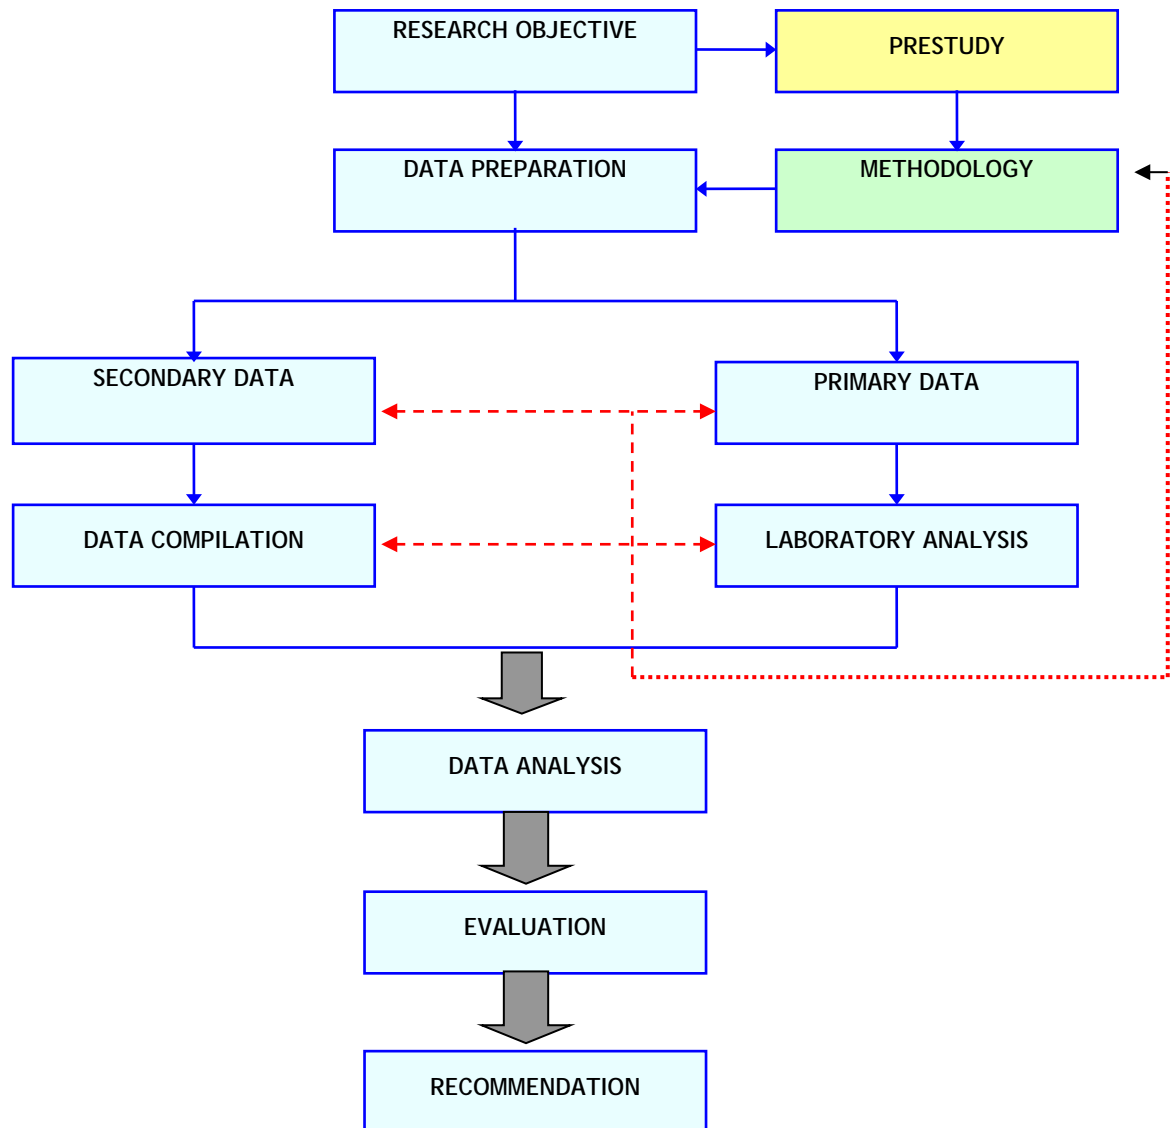 RESEARCH OBJECTIVE
PRESTUDY
DATA PREPARATION
METHODOLOGY
SECONDARY DATA
PRIMARY DATA
DATA COMPILATION
LABORATORY ANALYSIS
DATA ANALYSIS
EVALUATION
RECOMMENDATION